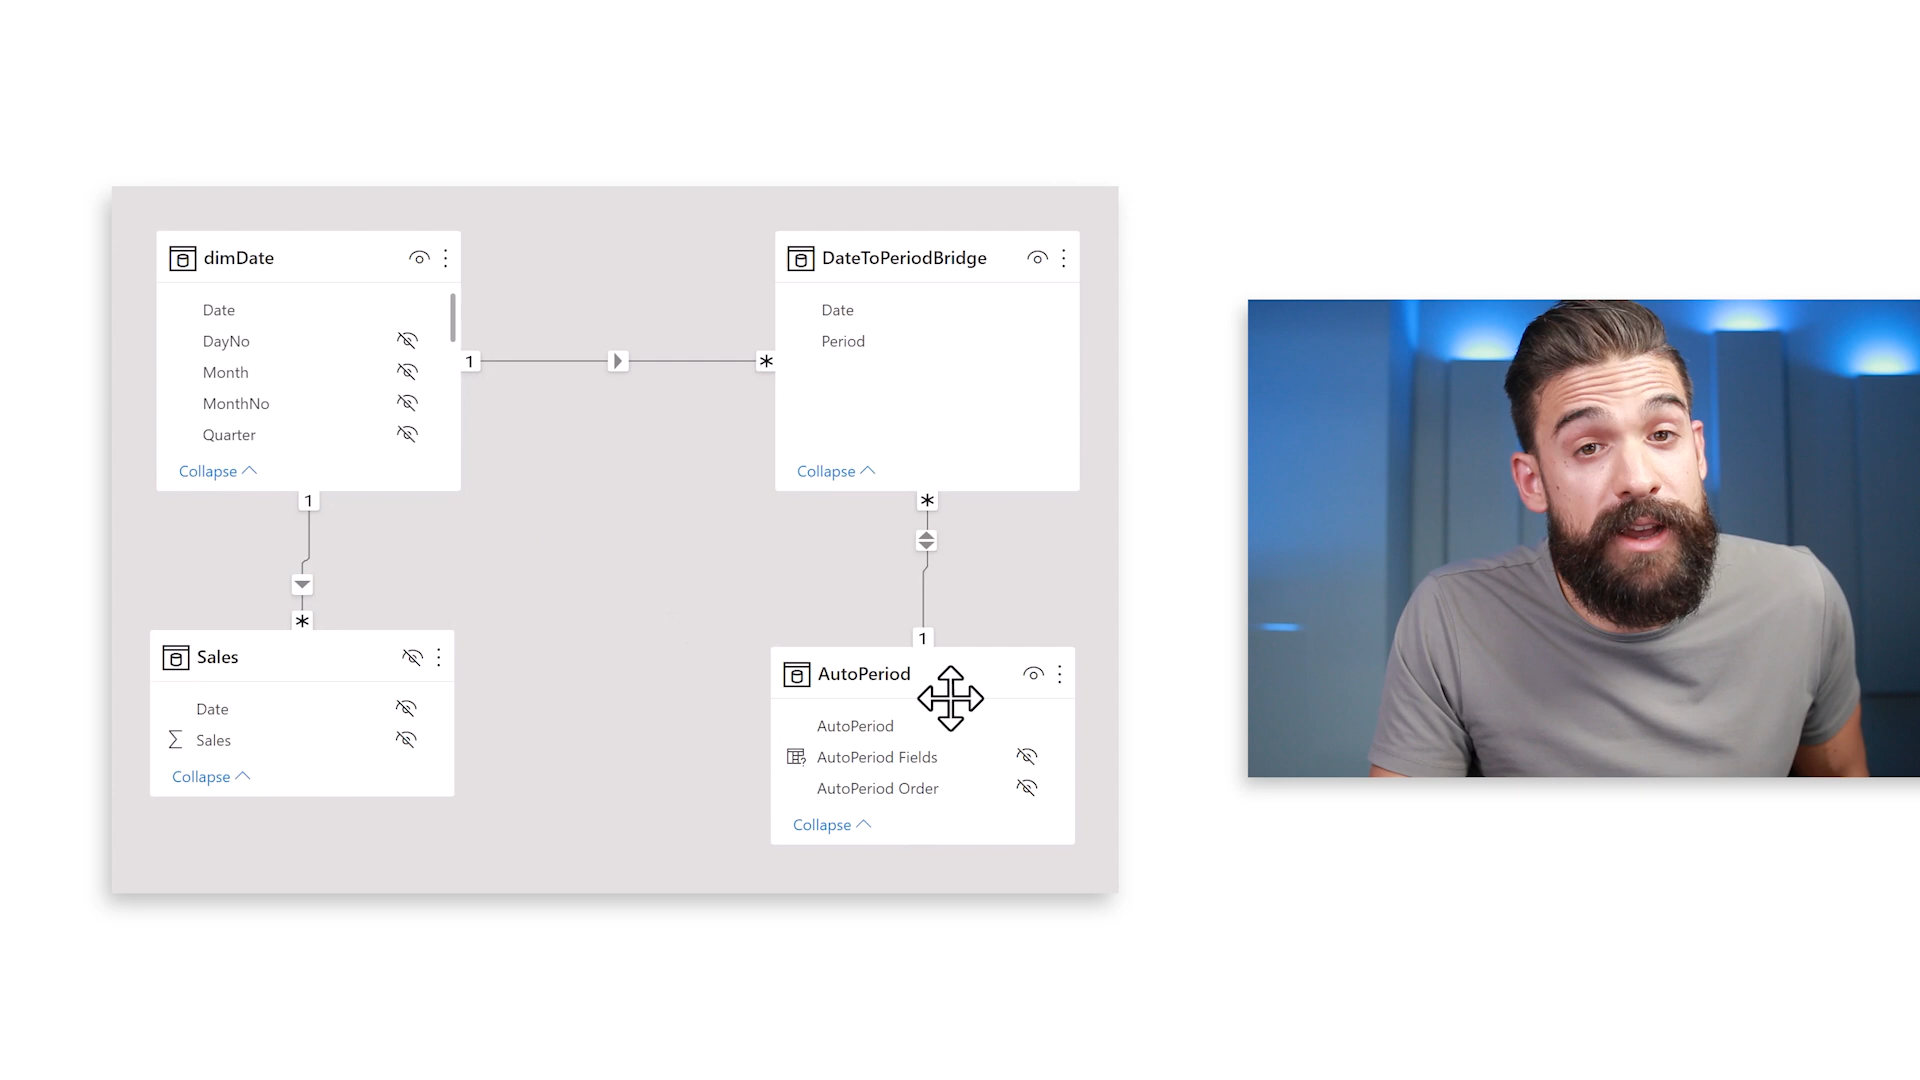 dimDate
Date
DayNo
Month
MonthNo
Quarter
Collapse
1
*
DateToPeriodBridge
Date
Period
Collapse
1
*
*
1
Sales
Date
Sales
Collapse
AutoPeriod
AutoPeriod
AutoPeriod Fields
AutoPeriod Order
Collapse